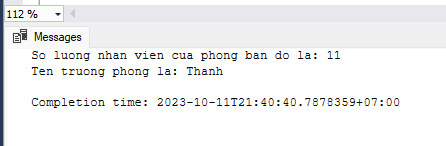 112 %
Messages
So luong nhan vien cua phong ban do la: 11
Ten truong phong la: Thanh
Completion time: 2023-10-11T21:40:40.7878359+07:00